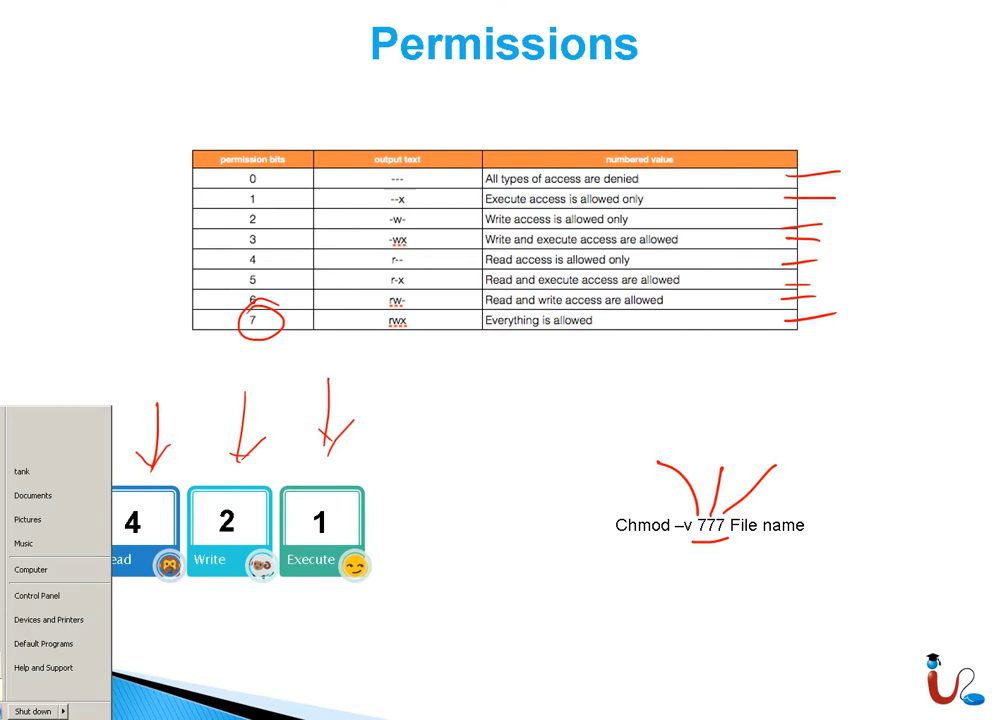 Permissions
permission bits output text numbered value
0 --- All types of access are denied
1 --x Execute access is allowed only
2 -w- Write access is allowed only
3 -wx Write and execute access are allowed
4 r-- Read access is allowed only
5 r-x Read and execute access are allowed
6 rw- Read and write access are allowed
7 rwx Everything is allowed
tank
Documents
Pictures
Music
Computer
Control Panel
Devices and Printers
Default Programs
Help and Support
Shut down
4 2 1
ead Write Execute
Chmod –v 777 File name